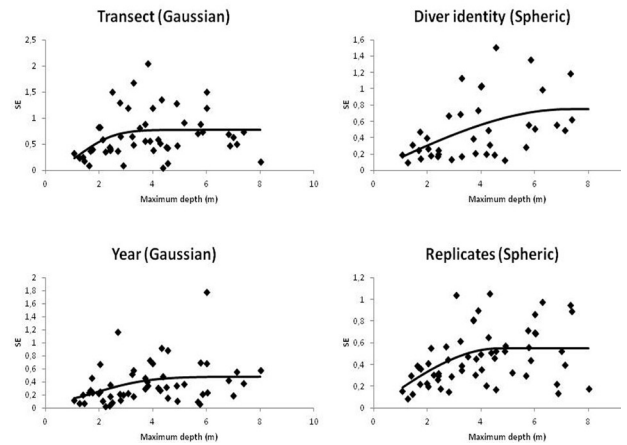 Transect (Gaussian)
2,5
2
1,5
1
0,5
0
SE
0 2 4 6 8 10
Maximum depth (m)
Diver identity (Spheric)
1,6
1,4
1,2
1
0,8
0,6
0,4
0,2
0
SE
0 2 4 6 8
Maximum depth (m)
Year (Gaussian)
2
1,8
1,6
1,4
1,2
1
0,8
0,6
0,4
0,2
0
SE
0 2 4 6 8 10
Maximum depth (m)
Replicates (Spheric)
1,2
1
0,8
0,6
0,4
0,2
0
SE
0 2 4 6 8
Maximum depth (m)